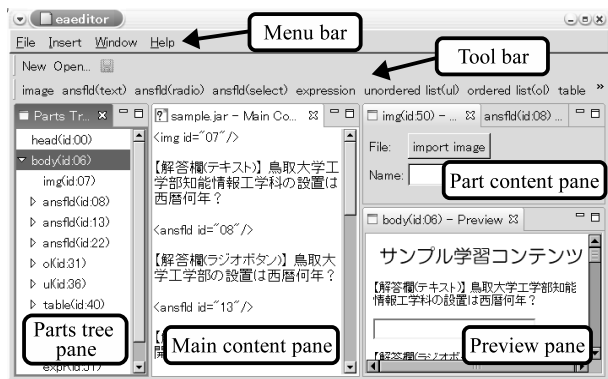 eaeditor
File Insert Window Help
Menu bar
New Open...
Tool bar
image ansfld(text) ansfld(radio) ansfld(select) expression unordered list(ul) ordered list(ol) table »
Parts Tr...
head(id:00)
body(id:06)
img(id:07)
ansfld(id:08)
ansfld(id:13)
ansfld(id:22)
ol(id:31)
ul(id:36)
table(id:40)
Parts tree pane
sample.jar - Main Co...
<img id="07"/>
【解答欄(テキスト)】鳥取大学工
学部知能情報工学科の設置は
西暦何年？
<ansfld id="08"/>
【解答欄(ラジオボタン)】鳥取大
学工学部の設置は西暦何年？
<ansfld id="13"/>
Main content pane
img(id:50) - ...
ansfld(id:08) ...
File: import image
Name:
Part content pane
body(id:06) - Preview
サンプル学習コンテンツ
【解答欄(テキスト)】鳥取大学工学部知能
情報工学科の設置は西暦何年？
Preview pane